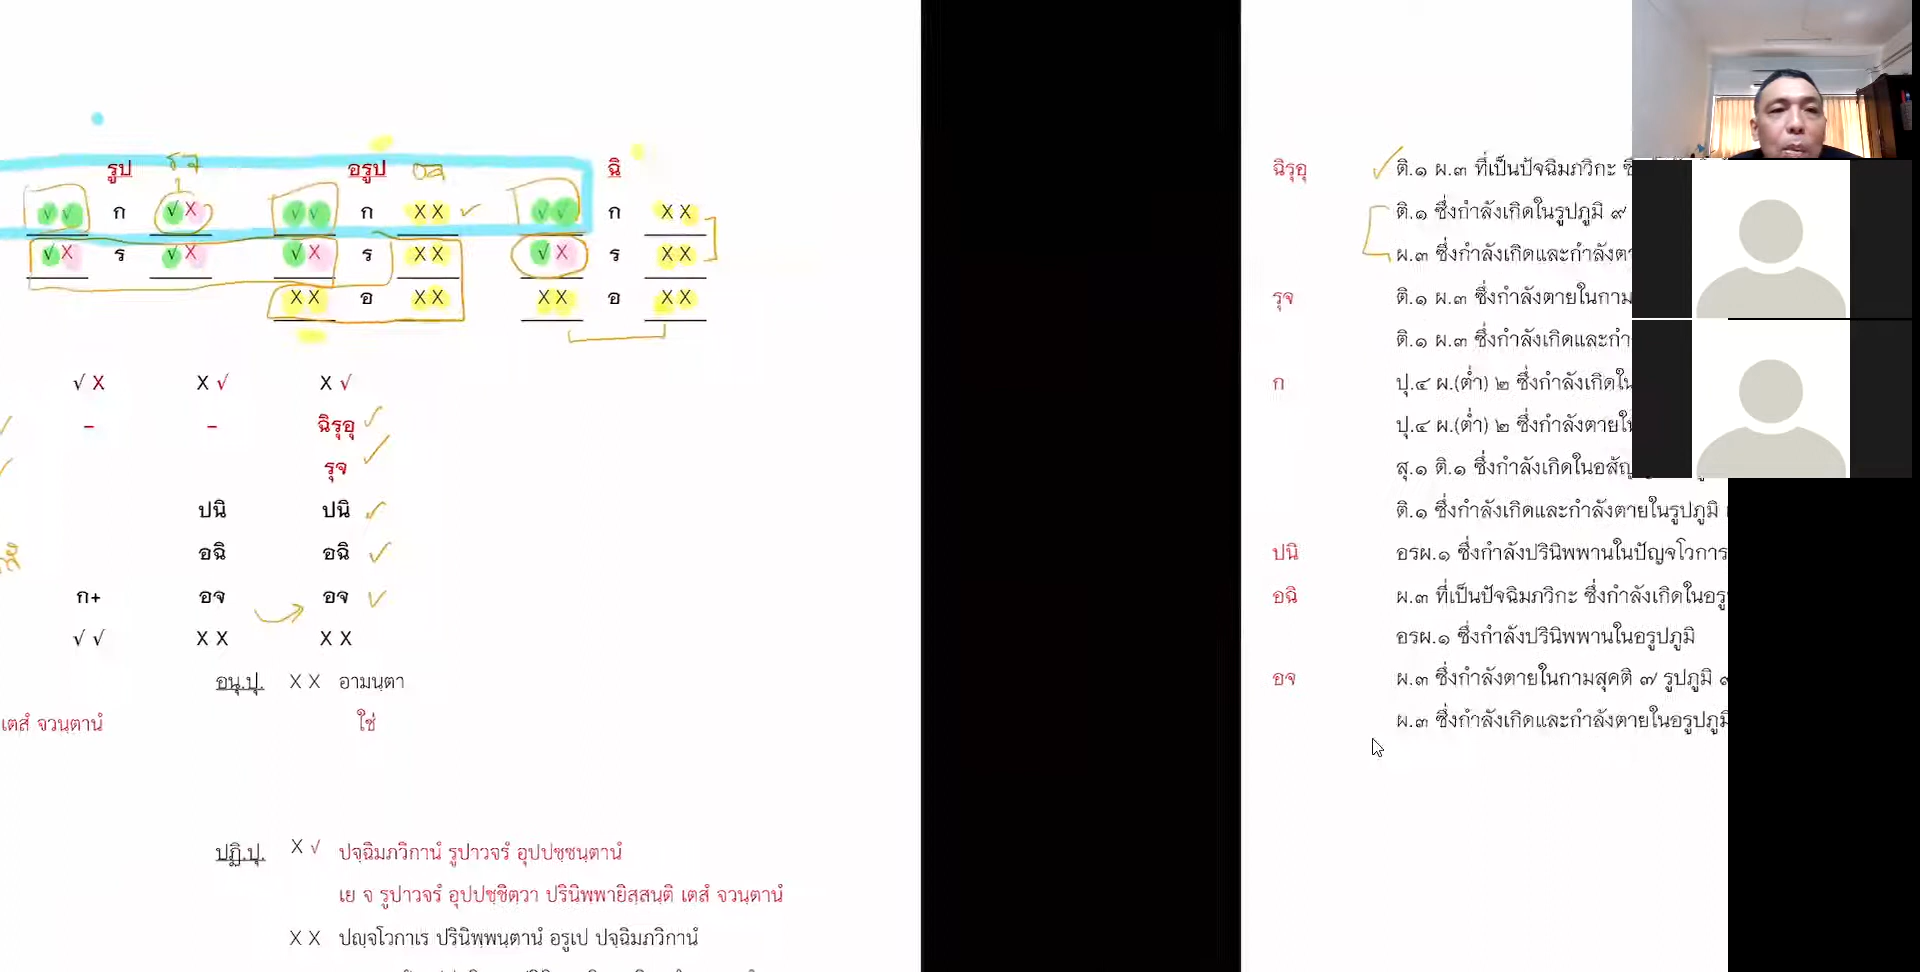 รูป รจ อรูป อฉ ฉิ
√√ ก √X √√ ก X X √√ ก X X
√X ร √X √X ร X X √X ร X X
X X อ X X X X อ X X
√ X X √ X √
– – ฉิรุอุ
รุจ
ปนิ ปนิ
อฉิ อฉิ
ก+ อจ อจ
√ √ X X X X
อนุ.ปุ. X X อามนฺตา
เตสํ จวนฺตานํ ใช่
ปฏิ.ปุ. X √ ปจฺฉิมภวิกานํ รูปาวจรํ อุปปชฺชนฺตานํ
เย จ รูปาวจรํ อุปปชฺชิตฺวา ปรินิพฺพายิสฺสนฺติ เตสํ จวนฺตานํ
X X ปญฺจโวกาเร ปรินิพฺพนฺตานํ อรูเป ปจฺฉิมภวิกานํ
ฉิรุอุ ติ.๑ ผ.๓ ที่เป็นปัจฉิมภวิกะ
ติ.๑ ซึ่งกำลังเกิดในรูปภูมิ ๙
ผ.๓ ซึ่งกำลังเกิดและกำลังตา
รุจ ติ.๑ ผ.๓ ซึ่งกำลังตายในกาม
ติ.๑ ผ.๓ ซึ่งกำลังเกิดและกำ
ก ปุ.๔ ผ.(ต่ำ) ๒ ซึ่งกำลังเกิดใน
ปุ.๔ ผ.(ต่ำ) ๒ ซึ่งกำลังตายใ
สุ.๑ ติ.๑ ซึ่งกำลังเกิดในอสัญ
ติ.๑ ซึ่งกำลังเกิดและกำลังตายในรูปภูมิ
ปนิ อรผ.๑ ซึ่งกำลังปรินิพพานในปัญจโวการ
อฉิ ผ.๓ ที่เป็นปัจฉิมภวิกะ ซึ่งกำลังเกิดในอรู
อรผ.๑ ซึ่งกำลังปรินิพพานในอรูปภูมิ
อจ ผ.๓ ซึ่งกำลังตายในกามสุคติ ๗ รูปภูมิ ๙
ผ.๓ ซึ่งกำลังเกิดและกำลังตายในอรูปภูมิ